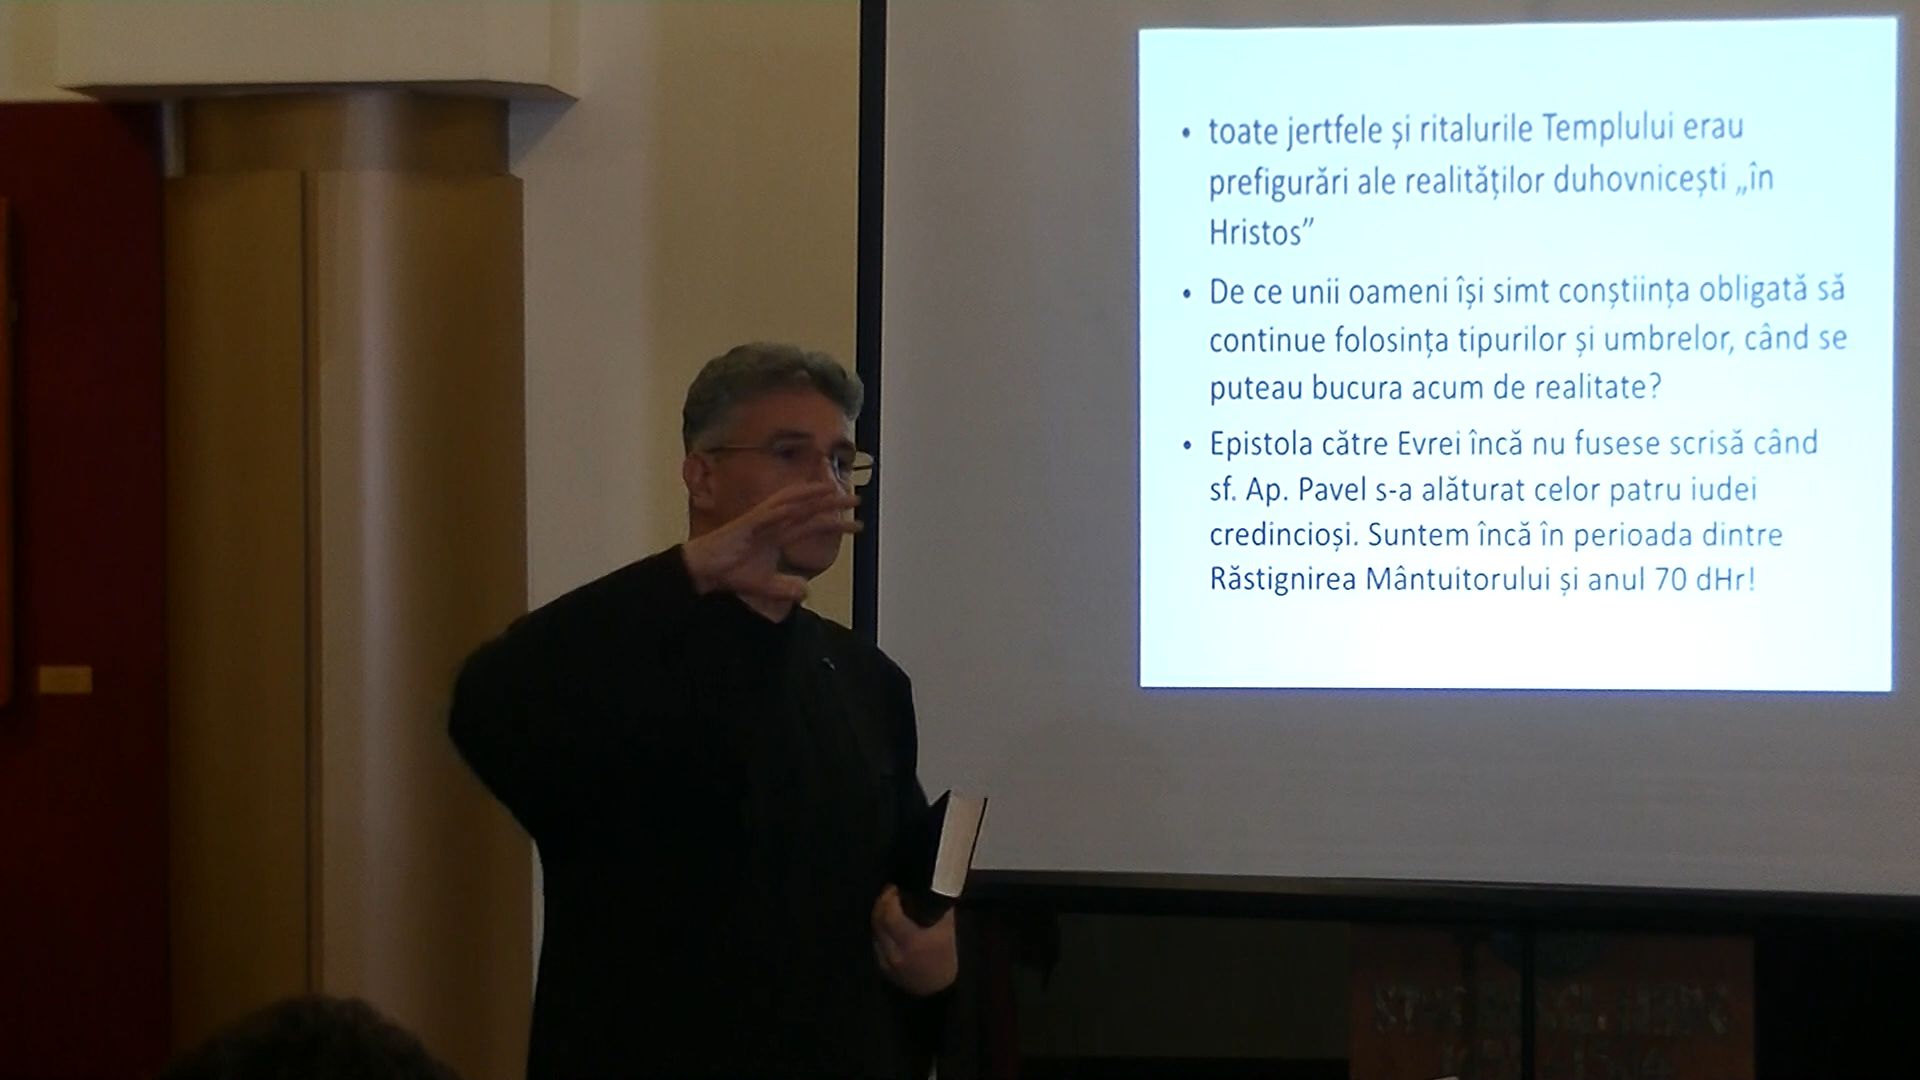 • toate jertfele și ritalurile Templului erau
prefigurări ale realităților duhovnicești „în
Hristos”
• De ce unii oameni își simt conștiința obligată să
continue folosința tipurilor și umbrelor, când se
puteau bucura acum de realitate?
• Epistola către Evrei încă nu fusese scrisă când
sf. Ap. Pavel s-a alăturat celor patru iudei
credincioși. Suntem încă în perioada dintre
Răstignirea Mântuitorului și anul 70 dHr!